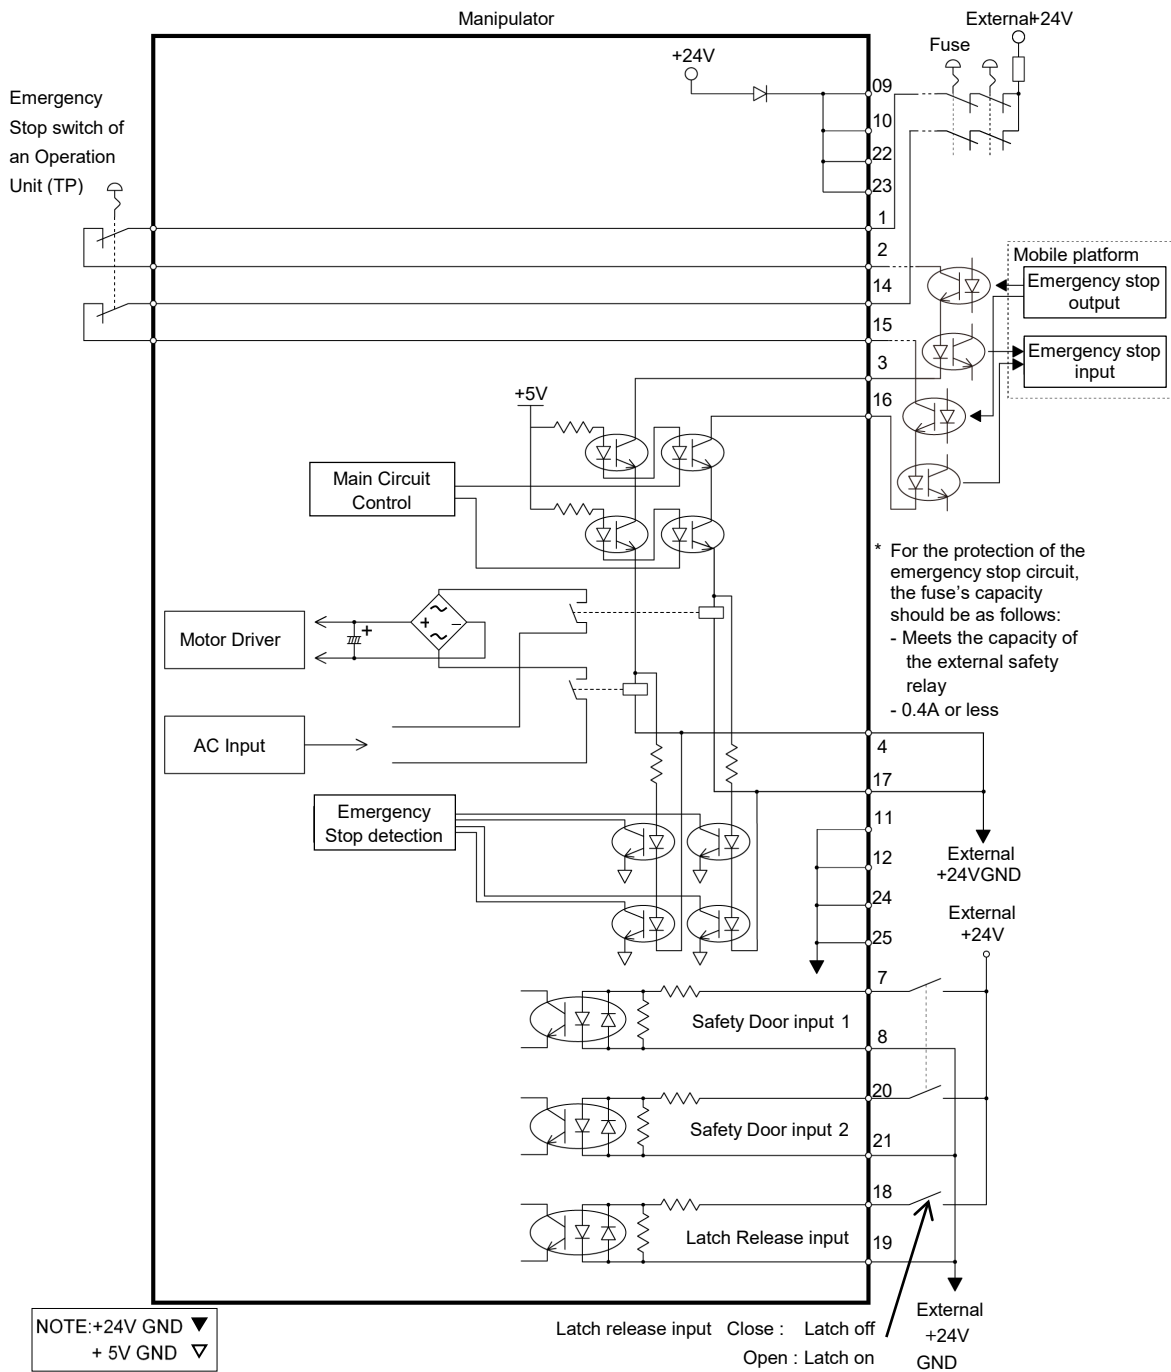 Manipulator
External+24V
Fuse
+24V
Emergency
Stop switch of
an Operation
Unit (TP)
09
10
22
23
1
2
14
15
3
16
Mobile platform
Emergency stop
output
Emergency stop
input
+5V
Main Circuit
Control
* For the protection of the
emergency stop circuit,
the fuse's capacity
should be as follows:
- Meets the capacity of
the external safety
relay
- 0.4A or less
Motor Driver
+
+
−
AC Input
4
17
11
12
24
25
Emergency
Stop detection
External
+24VGND
External
+24V
7
Safety Door input 1
8
20
Safety Door input 2
21
18
Latch Release input
19
NOTE:+24V GND ▼
+ 5V GND ▽
Latch release input Close : Latch off
Open : Latch on
External
+24V
GND